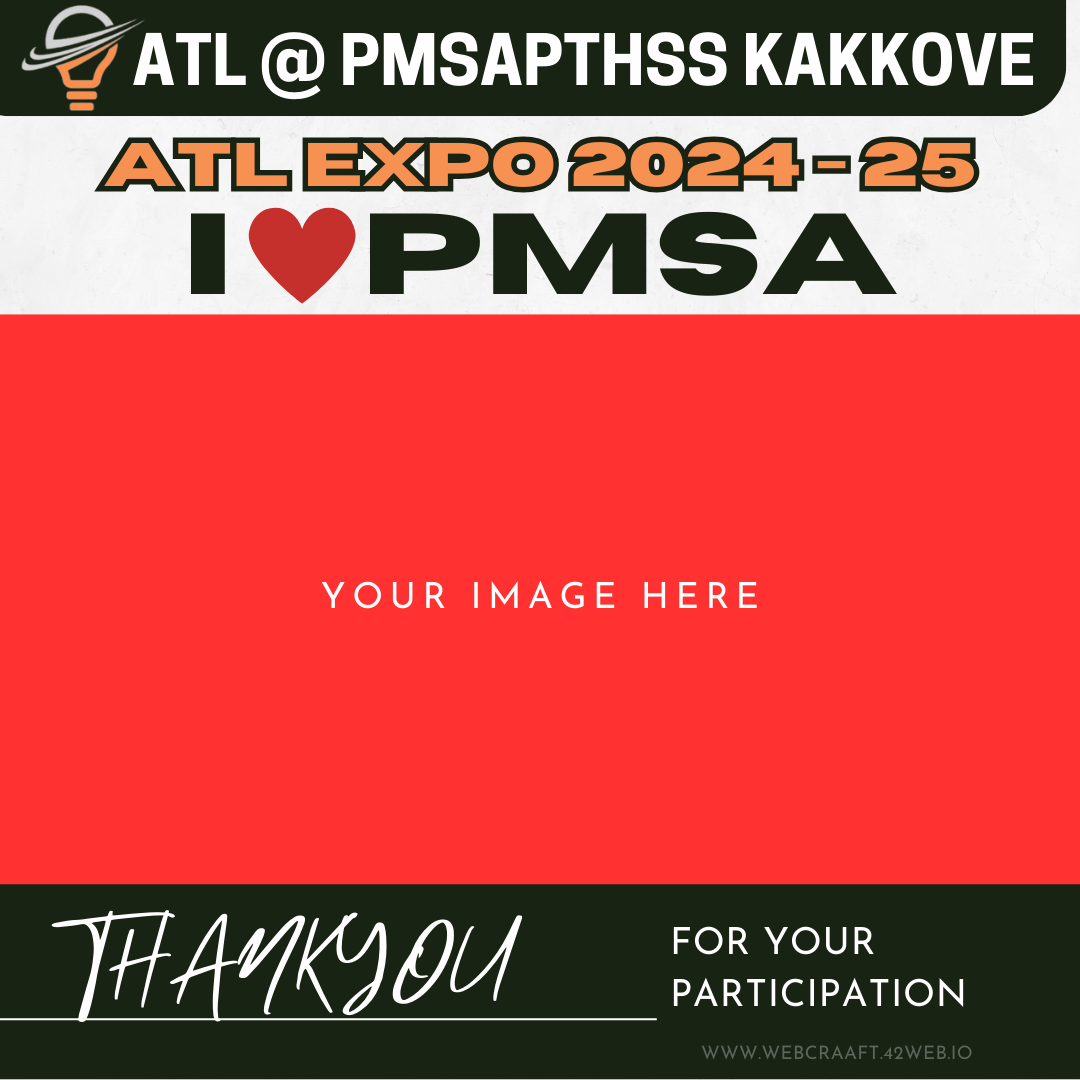 ATL @ PMSAPTHSS KAKKOVE
ATL EXPO 2024 - 25
I ❤ PMSA
YOUR IMAGE HERE
THANKYOU
FOR YOUR
PARTICIPATION
WWW.WEBCRAAFT.42WEB.IO